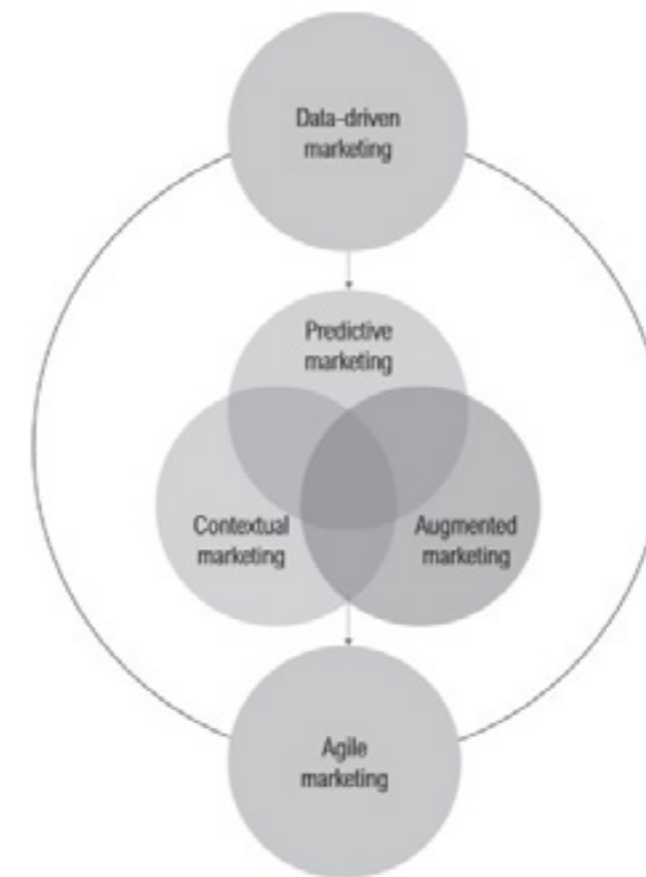 Data-driven
marketing
Predictive
marketing
Contextual
marketing
Augmented
marketing
Agile
marketing